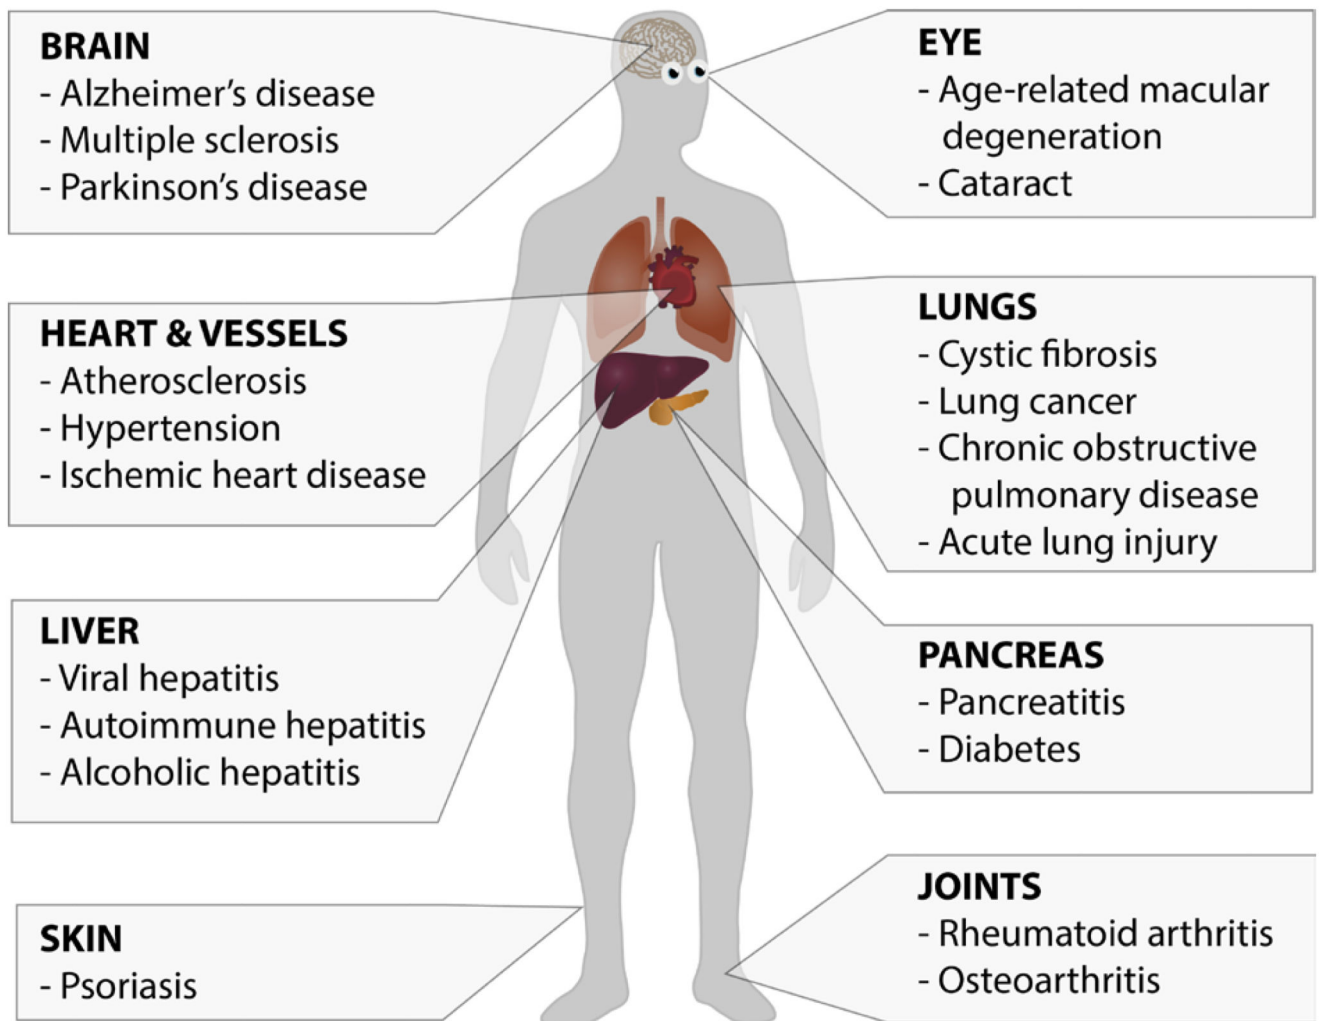 BRAIN
- Alzheimer’s disease
- Multiple sclerosis
- Parkinson’s disease
EYE
- Age-related macular
degeneration
- Cataract
HEART & VESSELS
- Atherosclerosis
- Hypertension
- Ischemic heart disease
LUNGS
- Cystic fibrosis
- Lung cancer
- Chronic obstructive
pulmonary disease
- Acute lung injury
LIVER
- Viral hepatitis
- Autoimmune hepatitis
- Alcoholic hepatitis
PANCREAS
- Pancreatitis
- Diabetes
SKIN
- Psoriasis
JOINTS
- Rheumatoid arthritis
- Osteoarthritis